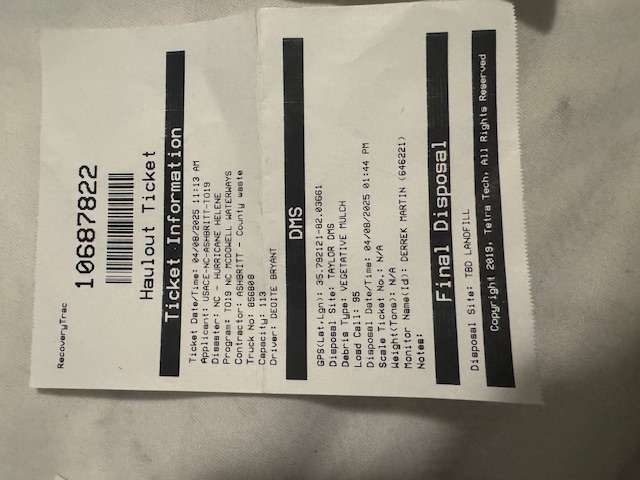 RecoveryTrac
10687822
Haulout Ticket
Ticket Information
Ticket Date/Time: 04/08/2025 11:13 AM
Applicant: USACE-NC-ASHBRITT-TO19
Disaster: NC - HURRICANE HELENE
Program: TO19 NC MCDOWELL WATERWAYS
Contractor: ASHBRITT - County waste
Truck No: 856808
Capacity: 113
Driver: DEOITE BRYANT
DMS
GPS(Lat,Lgn): 35.792121-82.03661
Disposal Site: TAYLOR DMS
Debris Type: VEGETATIVE MULCH
Load Call: 95
Disposal Date/Time: 04/08/2025 01:44 PM
Scale Ticket No.: N/A
Weight(Tons): N/A
Monitor Name(Id): DERREK MARTIN (646221)
Notes:
Final Disposal
Disposal Site: TBD LANDFILL
Copyright 2019, Tetra Tech, All Rights Reserved